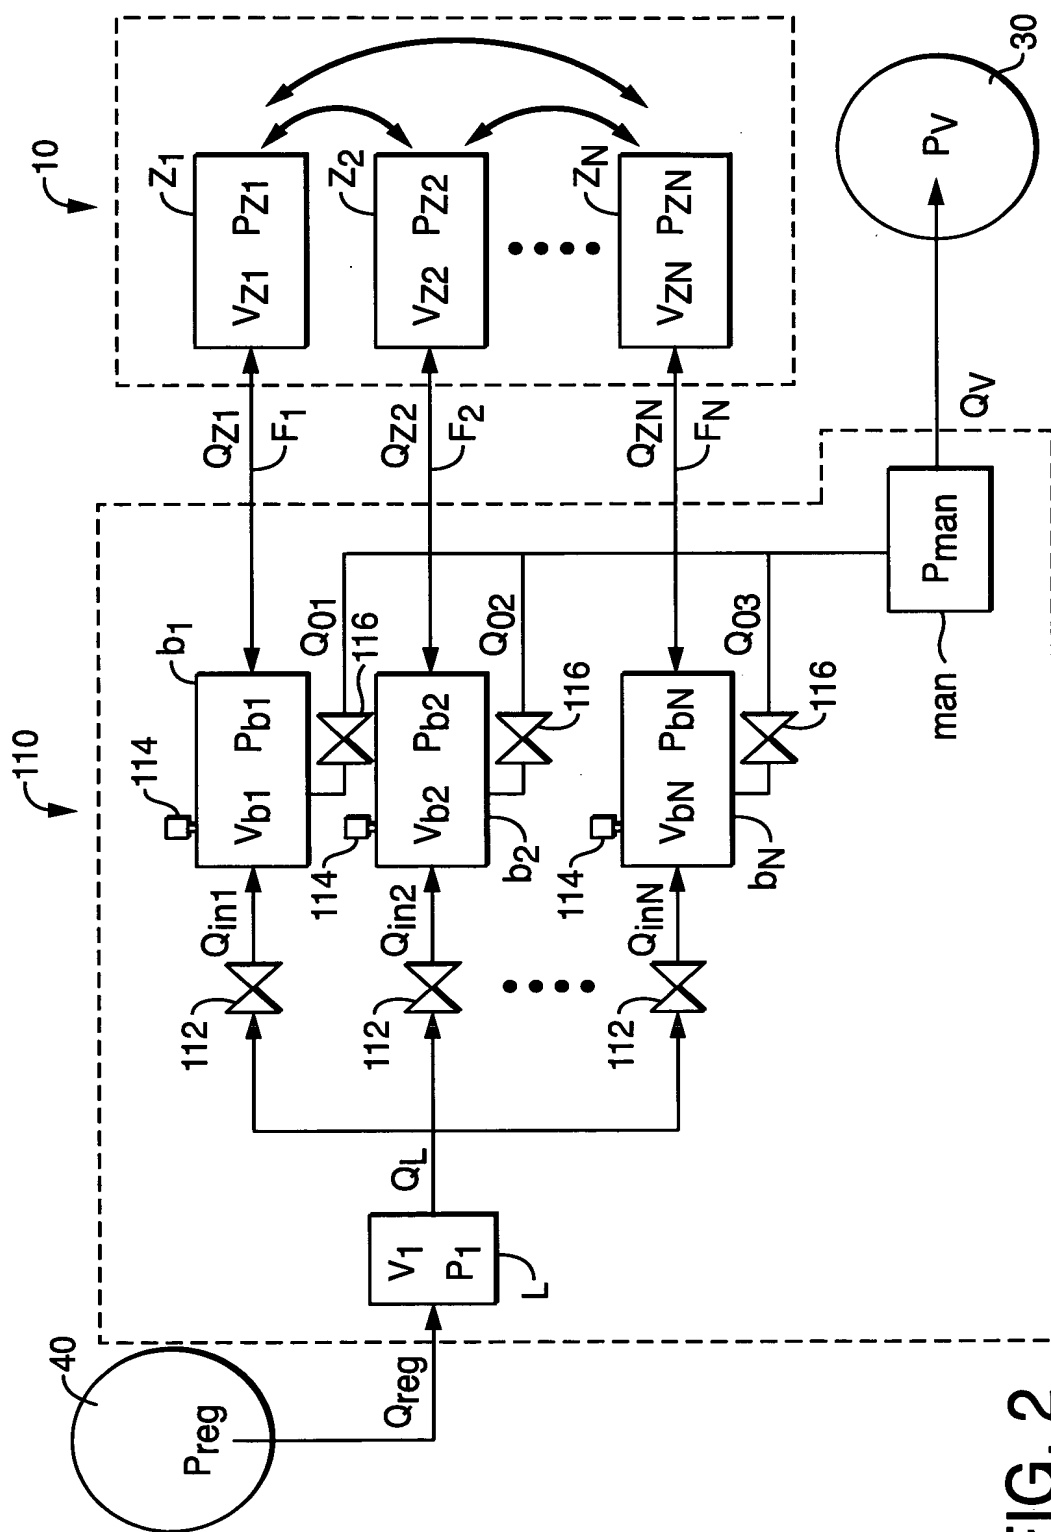 10
Z1
VZ1 PZ1
Z2
VZ2 PZ2
ZN
VZN PZN
PV
30
QZ1
F1
QZ2
F2
QZN
FN
QV
110
114
b1
Vb1 Pb1
Q01
116
114
Vb2 Pb2
b2
Q02
116
114
VbN PbN
bN
Q03
116
Pman
man
Qin1
112
Qin2
112
QinN
112
QL
V1
P1
L
40
Preg
Qreg
FIG. 2